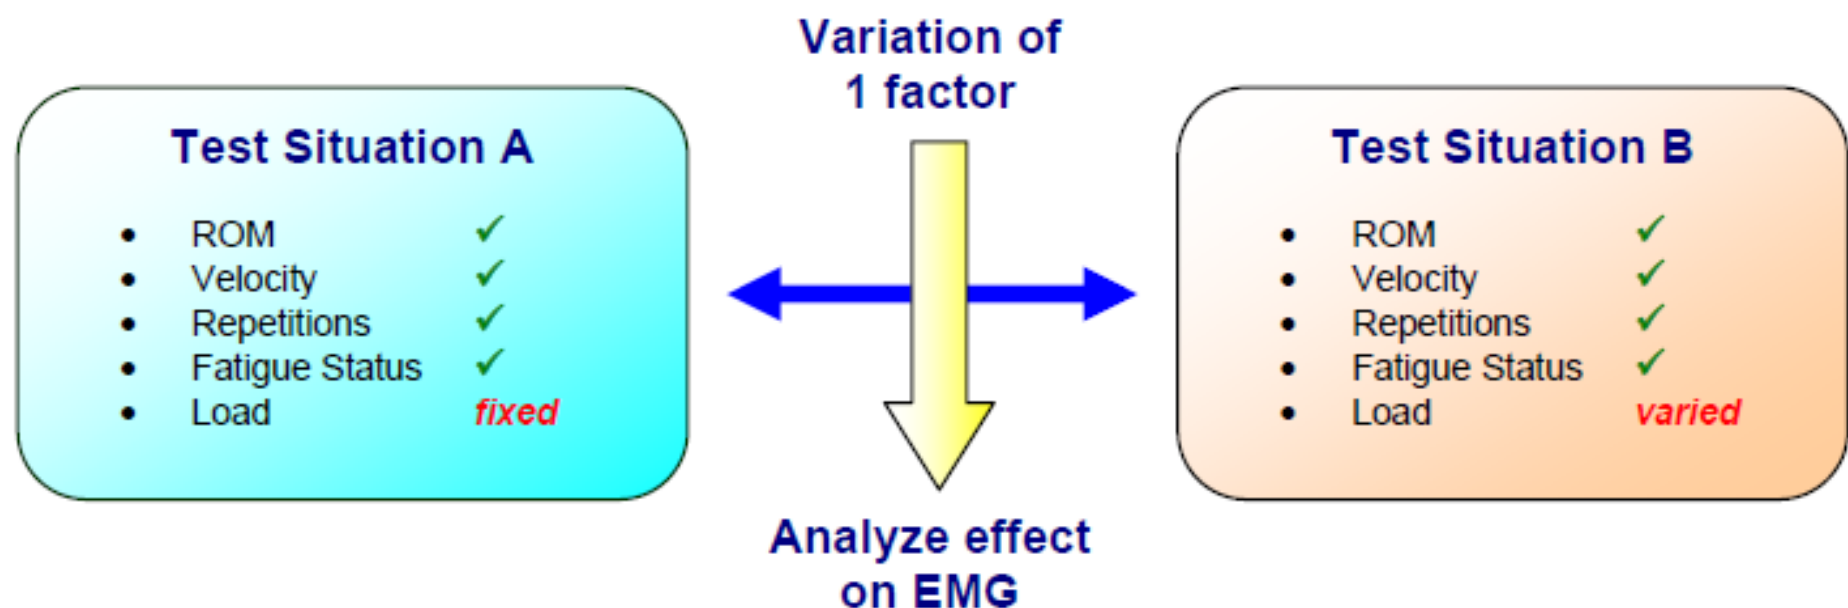 Variation of
1 factor
Test Situation A
• ROM ✓
• Velocity ✓
• Repetitions ✓
• Fatigue Status ✓
• Load fixed
Test Situation B
• ROM ✓
• Velocity ✓
• Repetitions ✓
• Fatigue Status ✓
• Load varied
Analyze effect
on EMG